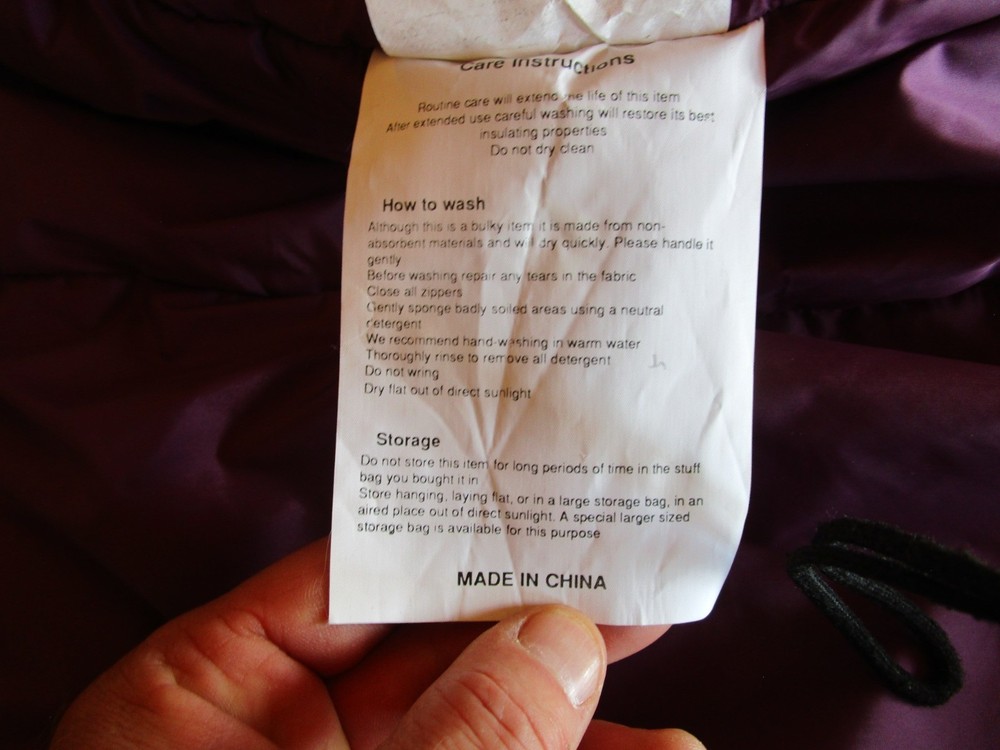 Care Instructions
Routine care will extend the life of this item
After extended use careful washing will restore its best
insulating properties
Do not dry clean
How to wash
Although this is a bulky item it is made from non-
absorbent materials and will dry quickly. Please handle it
gently
Before washing repair any tears in the fabric
Close all zippers
Gently sponge badly soiled areas using a neutral
detergent
We recommend hand-washing in warm water
Thoroughly rinse to remove all detergent
Do not wring
Dry flat out of direct sunlight
Storage
Do not store this item for long periods of time in the stuff
bag you bought it in
Store hanging, laying flat, or in a large storage bag, in an
aired place out of direct sunlight. A special larger sized
storage bag is available for this purpose
MADE IN CHINA